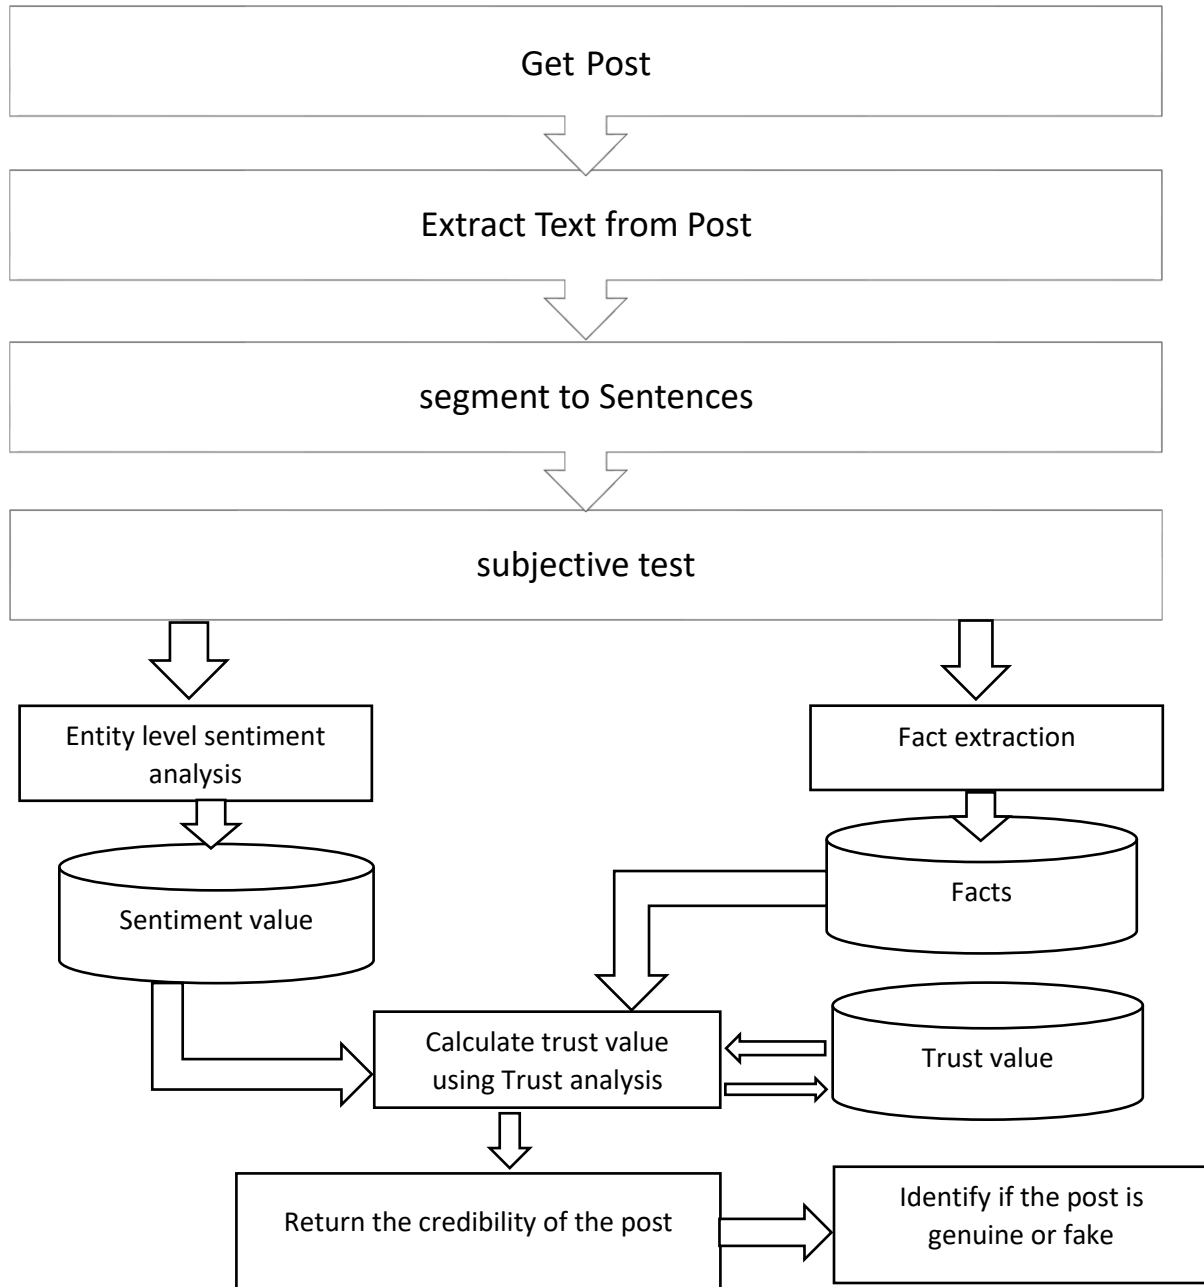 Get Post
Extract Text from Post
segment to Sentences
subjective test
Entity level sentiment
analysis
Fact extraction
Sentiment value
Facts
Calculate trust value
using Trust analysis
Trust value
Return the credibility of the post
Identify if the post is
genuine or fake